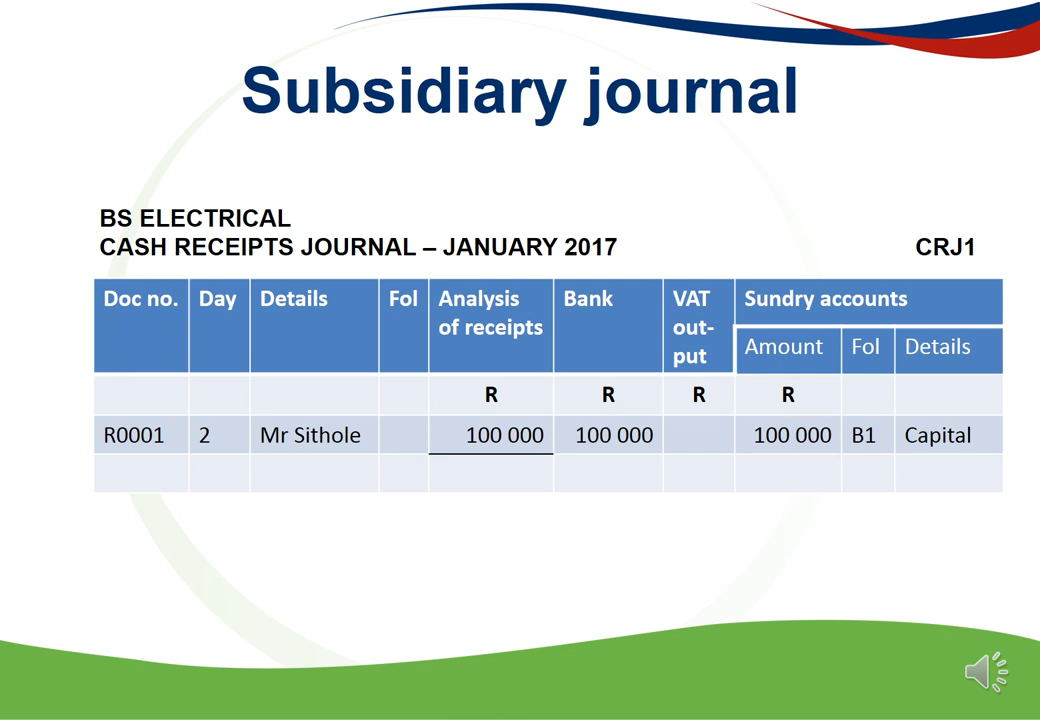 Subsidiary journal
BS ELECTRICAL
CASH RECEIPTS JOURNAL – JANUARY 2017 CRJ1
Doc no. Day Details Fol Analysis of receipts Bank VAT out-put Sundry accounts
Amount Fol Details
R R R R
R0001 2 Mr Sithole 100 000 100 000 100 000 B1 Capital